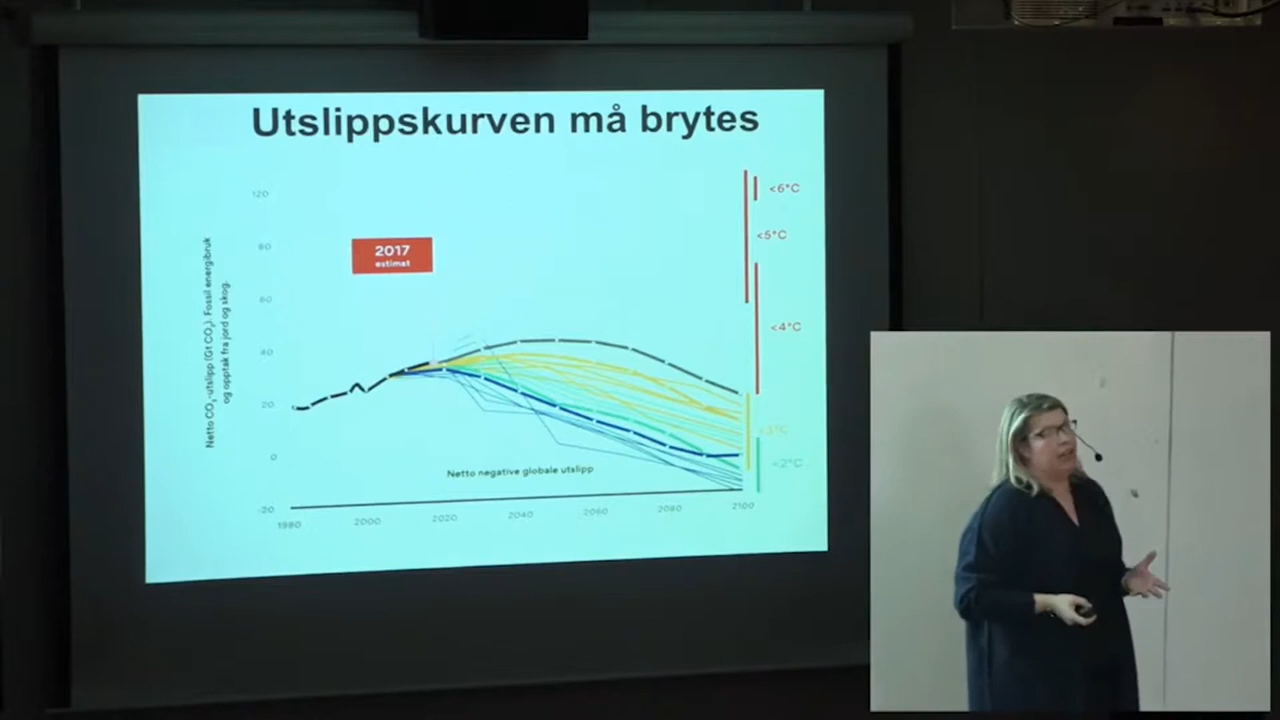 Utslippskurven må brytes
Netto CO₂-utslipp (Gt CO₂). Fossil energibruk
og opptak fra jord og skog.
120
80
60
40
20
0
-20
2017
estimat
Netto negative globale utslipp
1980
2000
2020
2040
2060
2080
2100
<6°C
<5°C
<4°C
<3°C
<2°C